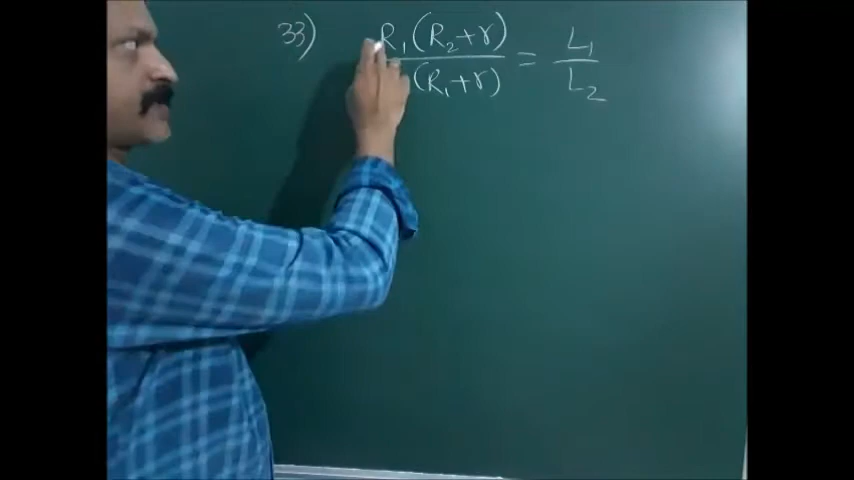 33) R₁(R₂+r) / (R₁+r) = L₁ / L₂